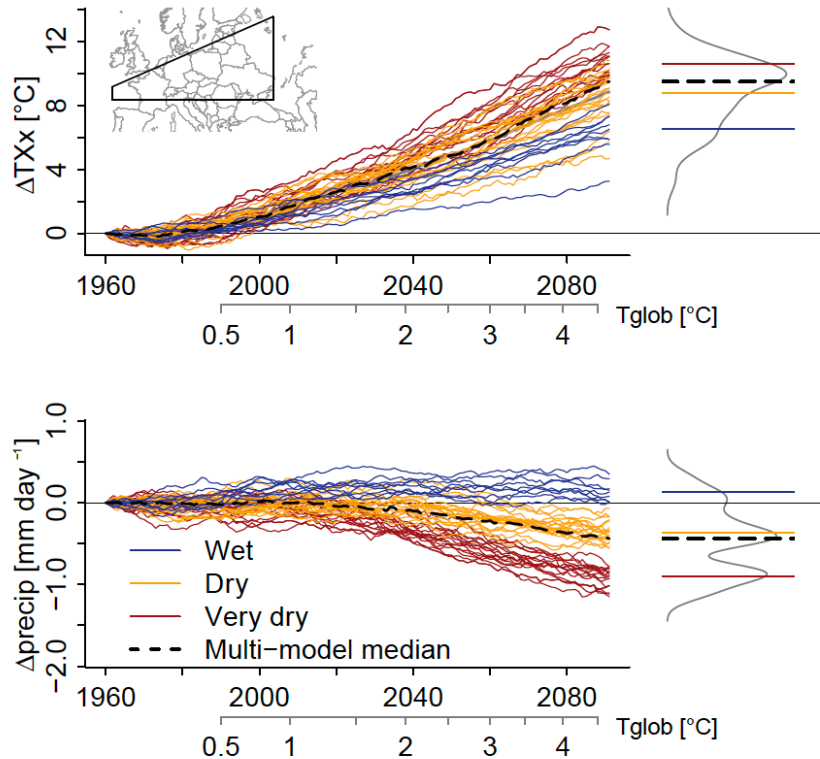 ΔTXx [°C]
12
8
4
0
1960 2000 2040 2080
0.5 1 2 3 4 Tglob [°C]
Δprecip [mm day⁻¹]
1.0
0.0
−1.0
−2.0
Wet
Dry
Very dry
Multi−model median
1960 2000 2040 2080
0.5 1 2 3 4 Tglob [°C]